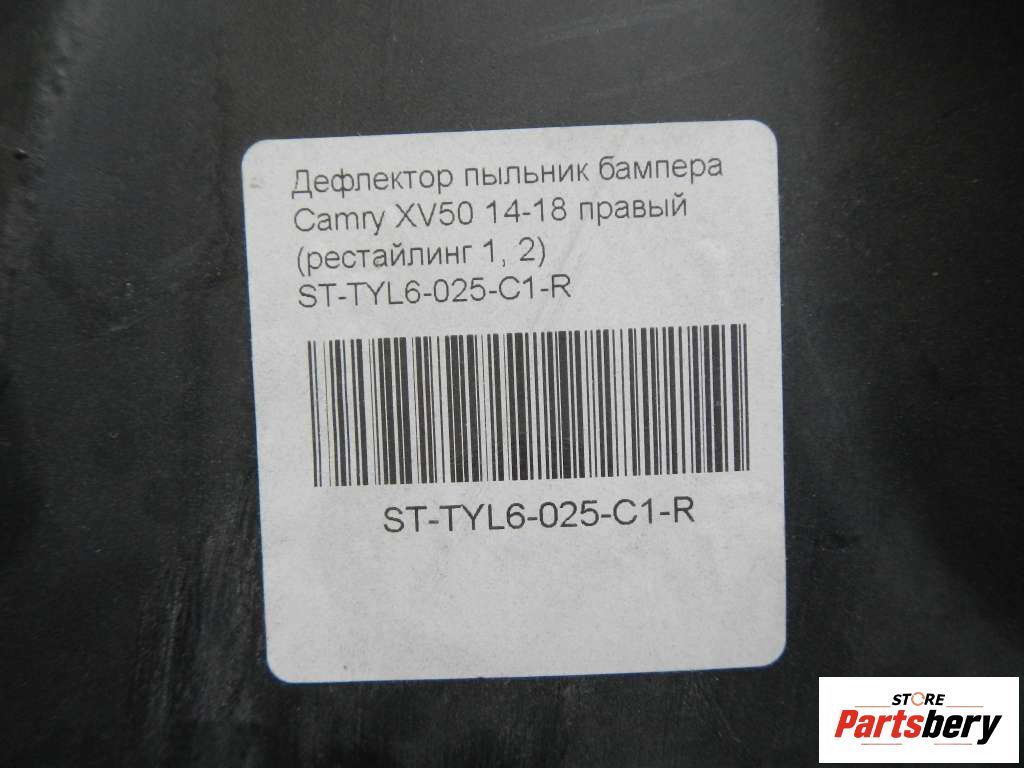 Дефлектор пыльник бампера
Camry XV50 14-18 правый
(рестайлинг 1, 2)
ST-TYL6-025-C1-R
ST-TYL6-025-C1-R
STORE
Partsbery